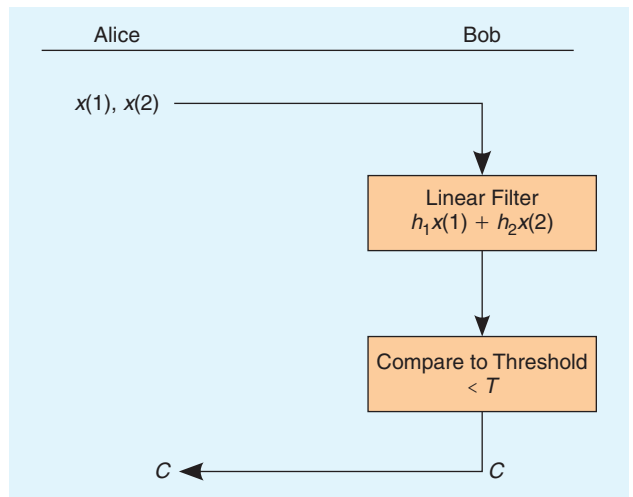 Alice Bob
x(1), x(2)
Linear Filter
h₁x(1) + h₂x(2)
Compare to Threshold
< T
C C